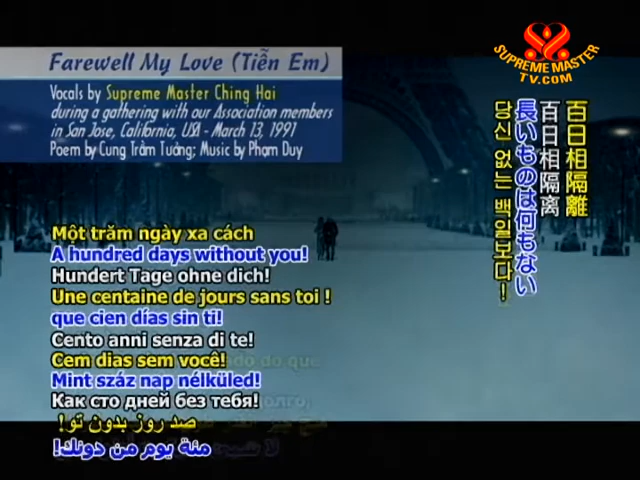 SUPREME MASTER
TV.COM
Farewell My Love (Tiễn Em)
Vocals by Supreme Master Ching Hai
during a gathering with our Association members
in San Jose, California, USA - March 13, 1991
Poem by Cung Trầm Tưởng; Music by Phạm Duy
百日相隔離
百日相隔离
長いものは何もない
당신 없는 백일보다!
Một trăm ngày xa cách
A hundred days without you!
Hundert Tage ohne dich!
Une centaine de jours sans toi !
que cien días sin ti!
Cento anni senza di te!
Cem dias sem você!
Mint száz nap nélküled!
Как сто дней без тебя!
صد روز بدون تو!
منة يوم من دونك!